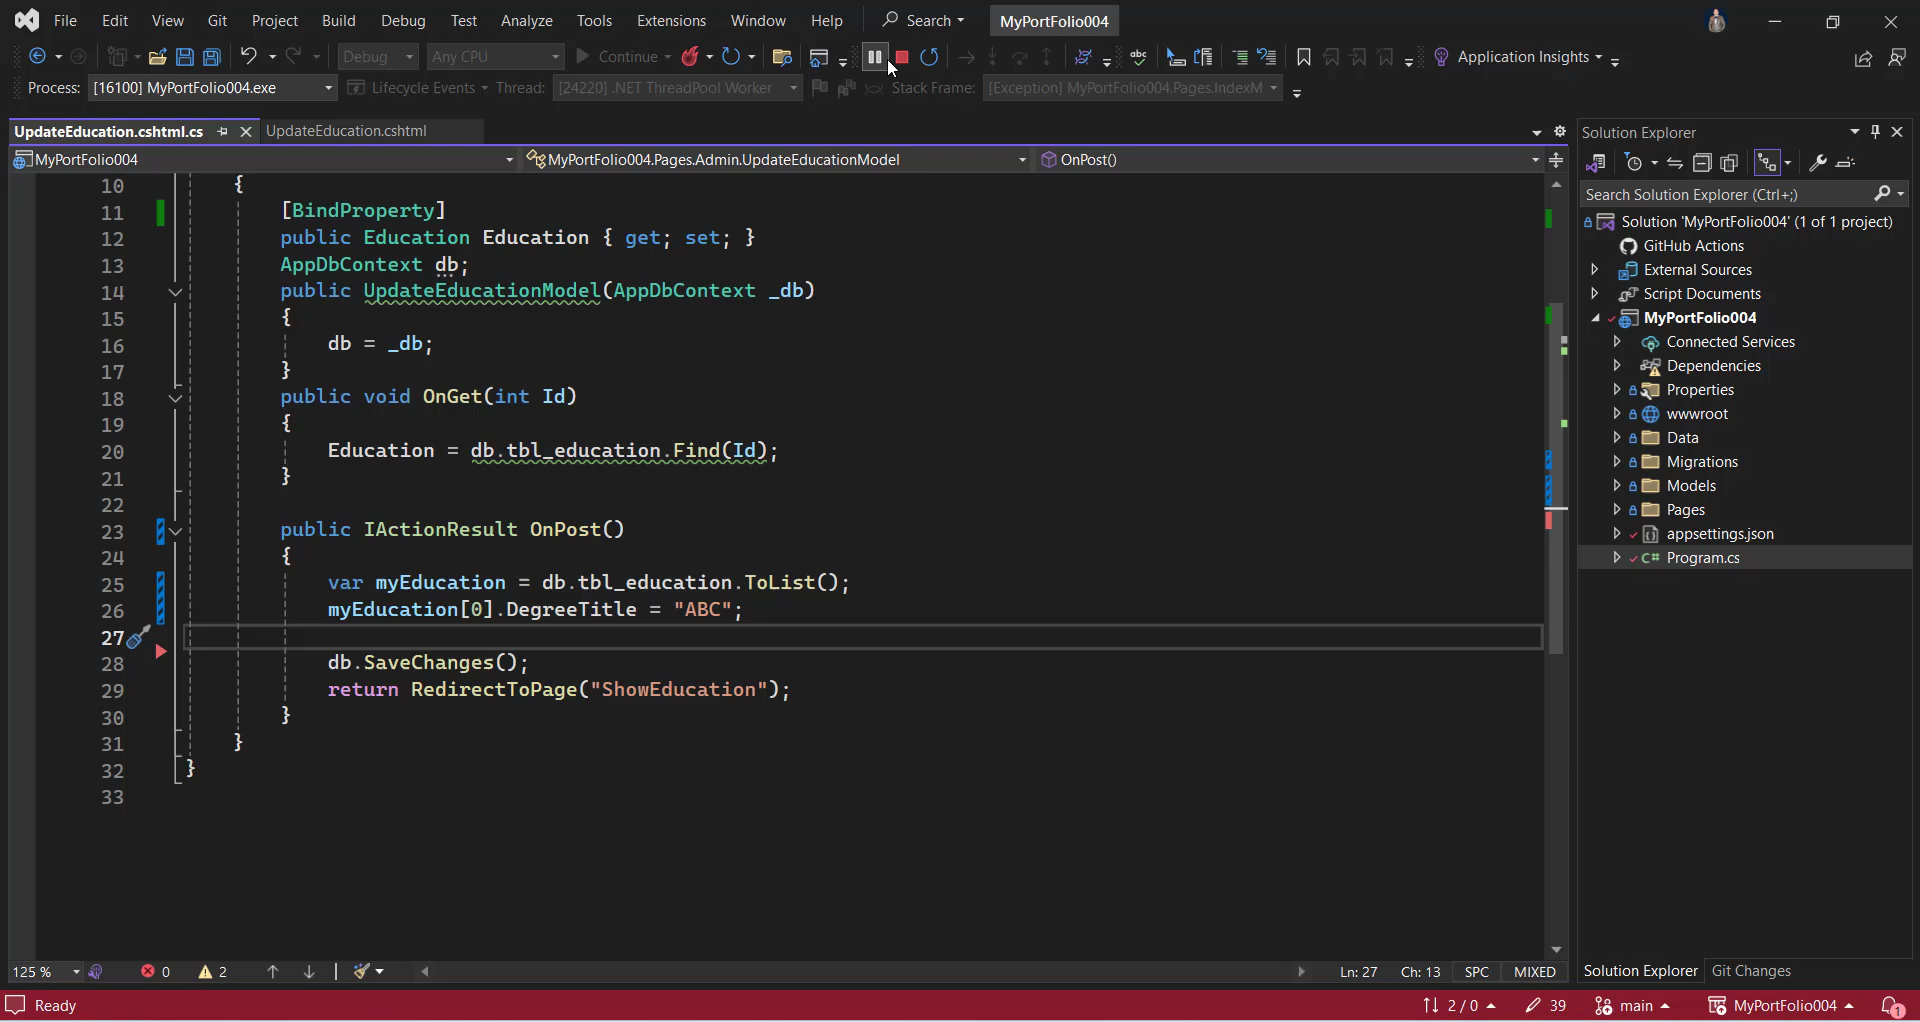 File Edit View Git Project Build Debug Test Analyze Tools Extensions Window Help Search MyPortFolio004
Debug Any CPU Continue Application Insights
Process: [16100] MyPortFolio004.exe Lifecycle Events Thread: [24220] .NET ThreadPool Worker Stack Frame: [Exception] MyPortFolio004.Pages.IndexM
UpdateEducation.cshtml.cs UpdateEducation.cshtml
MyPortFolio004 MyPortFolio004.Pages.Admin.UpdateEducationModel OnPost()
10 {
11 [BindProperty]
12 public Education Education { get; set; }
13 AppDbContext db;
14 public UpdateEducationModel(AppDbContext _db)
15 {
16 db = _db;
17 }
18 public void OnGet(int Id)
19 {
20 Education = db.tbl_education.Find(Id);
21 }
22
23 public IActionResult OnPost()
24 {
25 var myEducation = db.tbl_education.ToList();
26 myEducation[0].DegreeTitle = "ABC";
27
28 db.SaveChanges();
29 return RedirectToPage("ShowEducation");
30 }
31 }
32 }
33
125 % 0 2 Ln: 27 Ch: 13 SPC MIXED
Solution Explorer
Search Solution Explorer (Ctrl+;)
Solution 'MyPortFolio004' (1 of 1 project)
GitHub Actions
External Sources
Script Documents
MyPortFolio004
Connected Services
Dependencies
Properties
wwwroot
Data
Migrations
Models
Pages
appsettings.json
C# Program.cs
Solution Explorer Git Changes
Ready 2 / 0 39 main MyPortFolio004 1